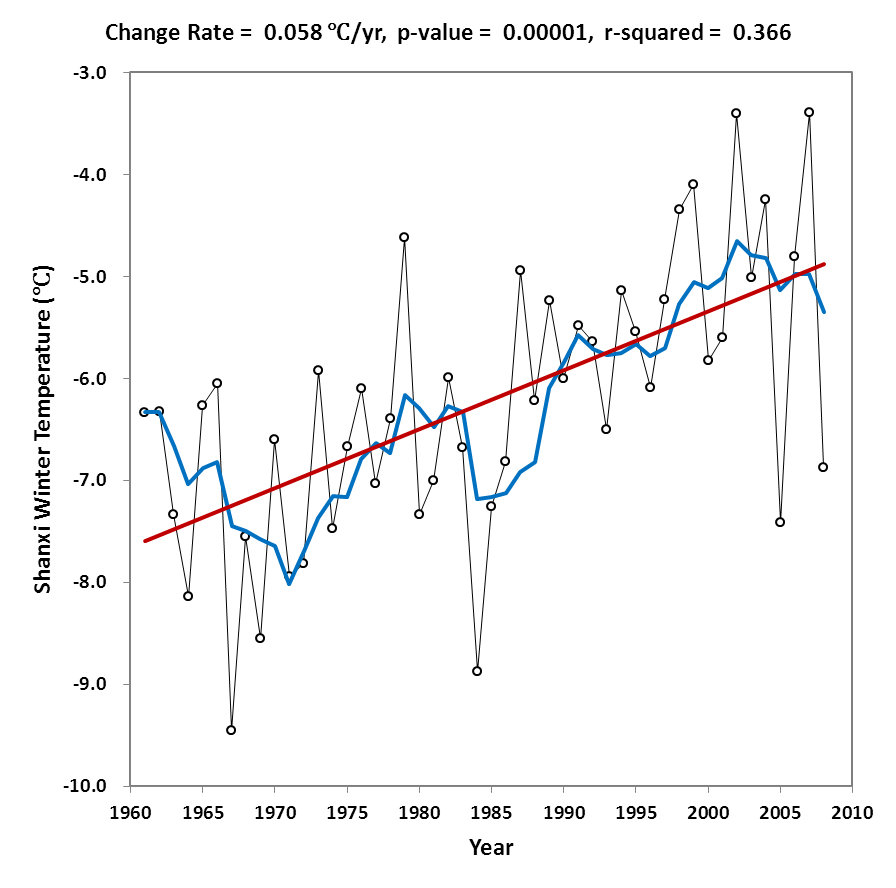 Change Rate = 0.058 ℃/yr, p-value = 0.00001, r-squared = 0.366
-3.0
-4.0
-5.0
-6.0
-7.0
-8.0
-9.0
-10.0
Shanxi Winter Temperature (℃)
1960 1965 1970 1975 1980 1985 1990 1995 2000 2005 2010
Year